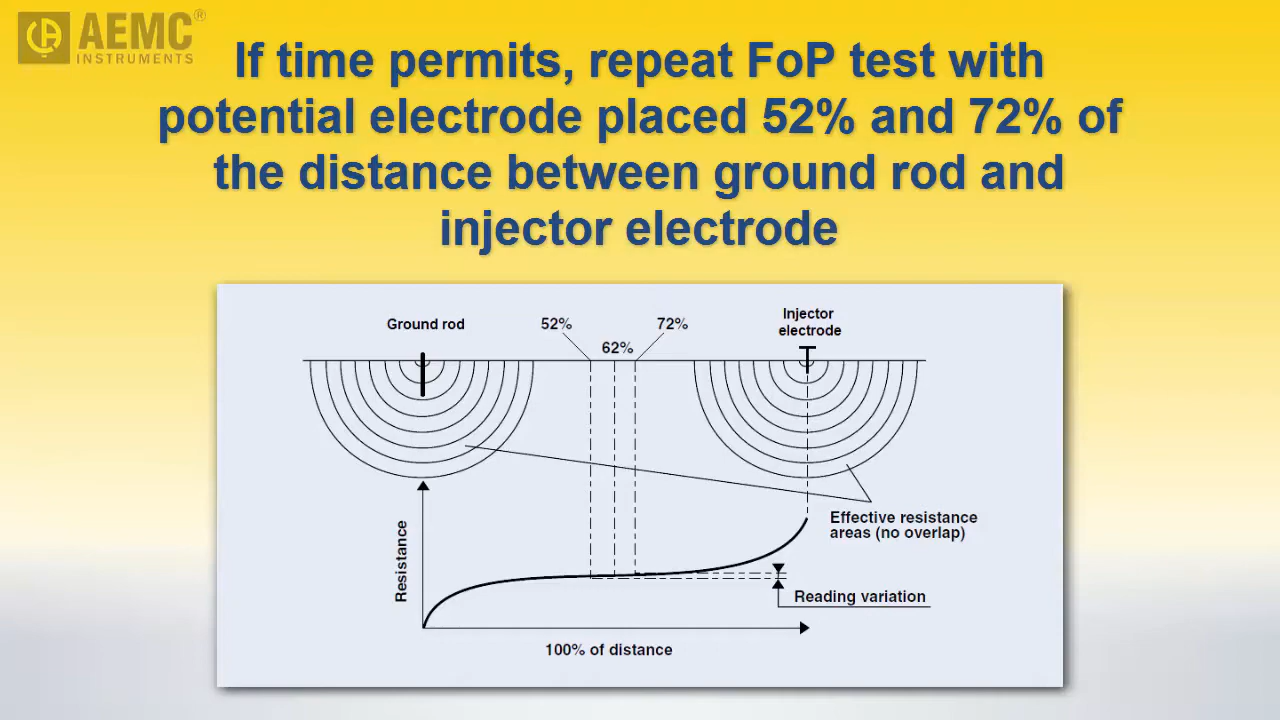 AEMC®
INSTRUMENTS
If time permits, repeat FoP test with
potential electrode placed 52% and 72% of
the distance between ground rod and
injector electrode
Ground rod
52%
62%
72%
Injector
electrode
Effective resistance
areas (no overlap)
Resistance
Reading variation
100% of distance